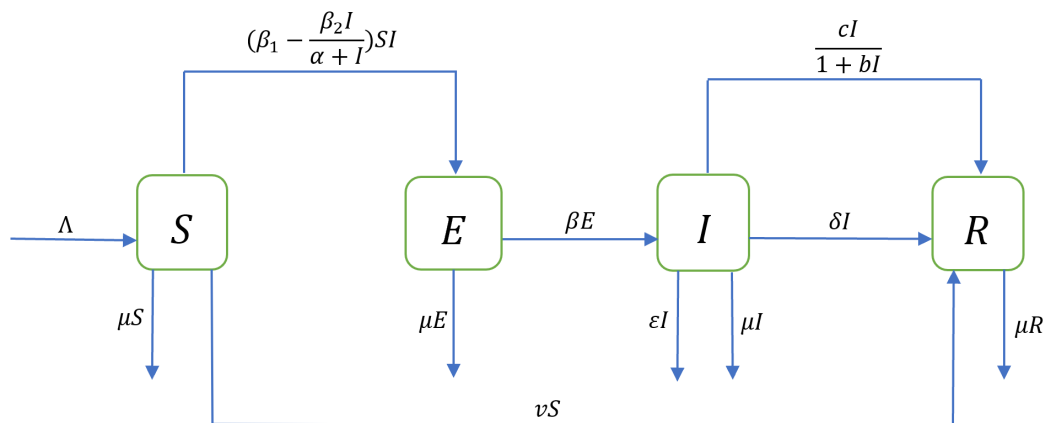 (β₁ − β₂I / (α + I))SI
cI / (1 + bI)
Λ
S
E
βE
I
δI
R
μS
μE
εI
μI
μR
vS